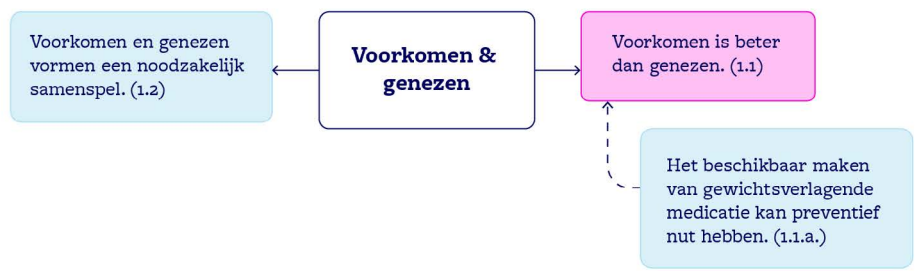 Voorkomen en genezen
vormen een noodzakelijk
samenspel. (1.2)
Voorkomen &
genezen
Voorkomen is beter
dan genezen. (1.1)
Het beschikbaar maken
van gewichtsverlagende
medicatie kan preventief
nut hebben. (1.1.a.)